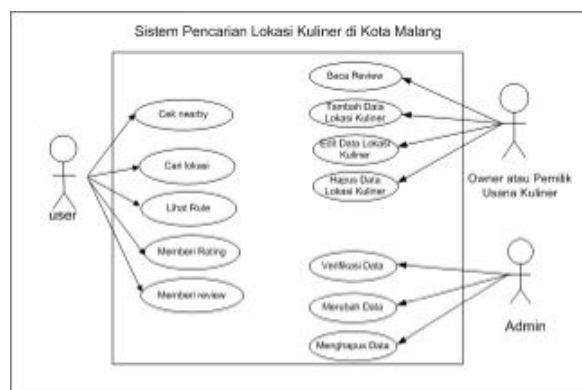 Sistem Pencarian Lokasi Kuliner di Kota Malang
Cek nearby
Cari lokasi
Lihat Rute
Memberi Rating
Memberi review
user
Baca Review
Tambah Data
Lokasi Kuliner
Edit Data Lokasi
Kuliner
Hapus Data
Lokasi Kuliner
Owner atau Pemilik
Usana Kuliner
Verifikasi Data
Merubah Data
Menghapus Data
Admin